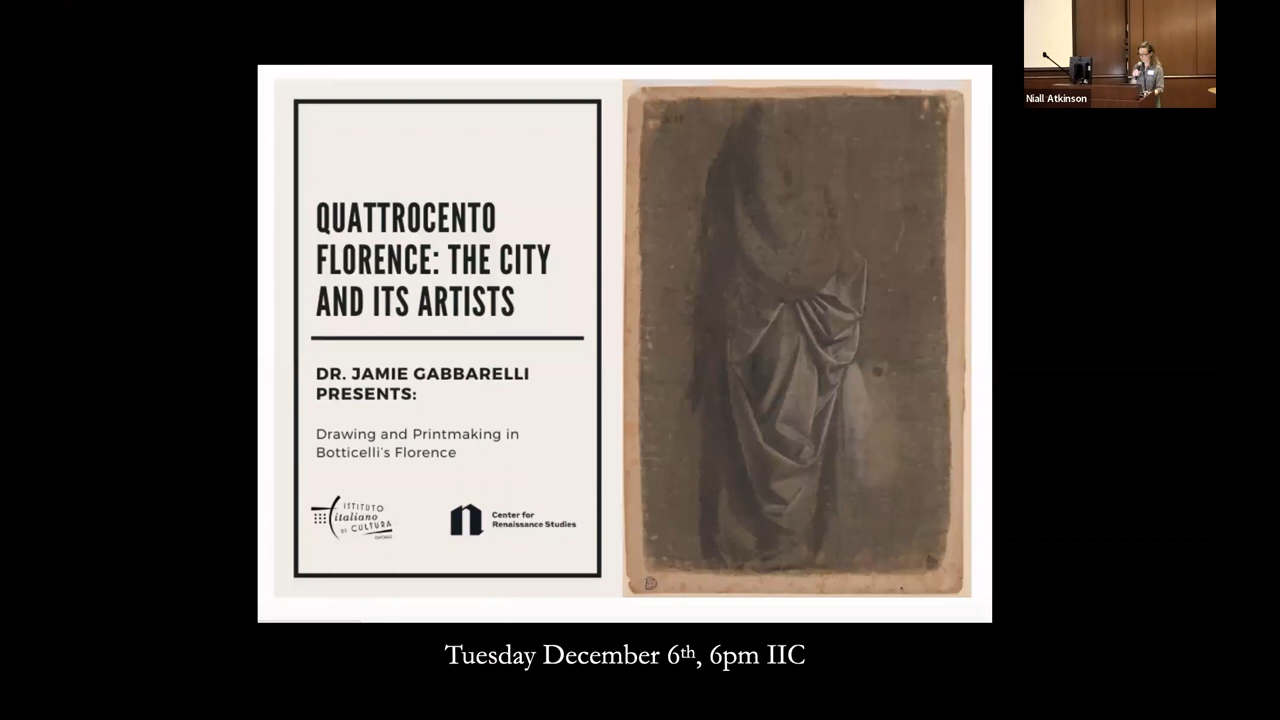 QUATTROCENTO
FLORENCE: THE CITY
AND ITS ARTISTS
DR. JAMIE GABBARELLI
PRESENTS:
Drawing and Printmaking in
Botticelli's Florence
ISTITUTO
italiano
DI CULTURA
Center for
Renaissance Studies
Niall Atkinson
Tuesday December 6th, 6pm IIC